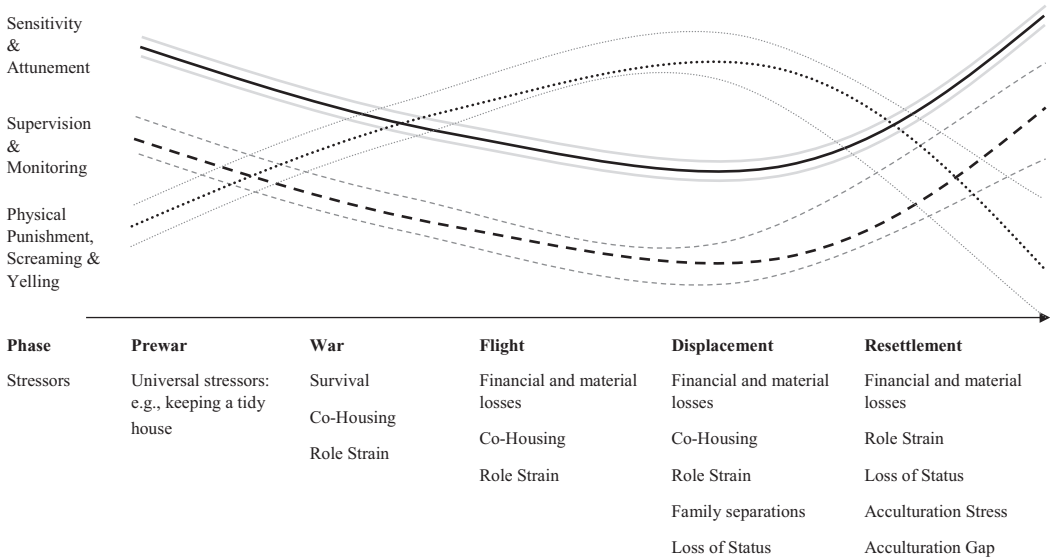 Sensitivity
&
Attunement
Supervision
&
Monitoring
Physical
Punishment,
Screaming &
Yelling
Phase Prewar War Flight Displacement Resettlement
Stressors
Universal stressors:
e.g., keeping a tidy
house
Survival
Co-Housing
Role Strain
Financial and material
losses
Co-Housing
Role Strain
Financial and material
losses
Co-Housing
Role Strain
Family separations
Loss of Status
Financial and material
losses
Role Strain
Loss of Status
Acculturation Stress
Acculturation Gap